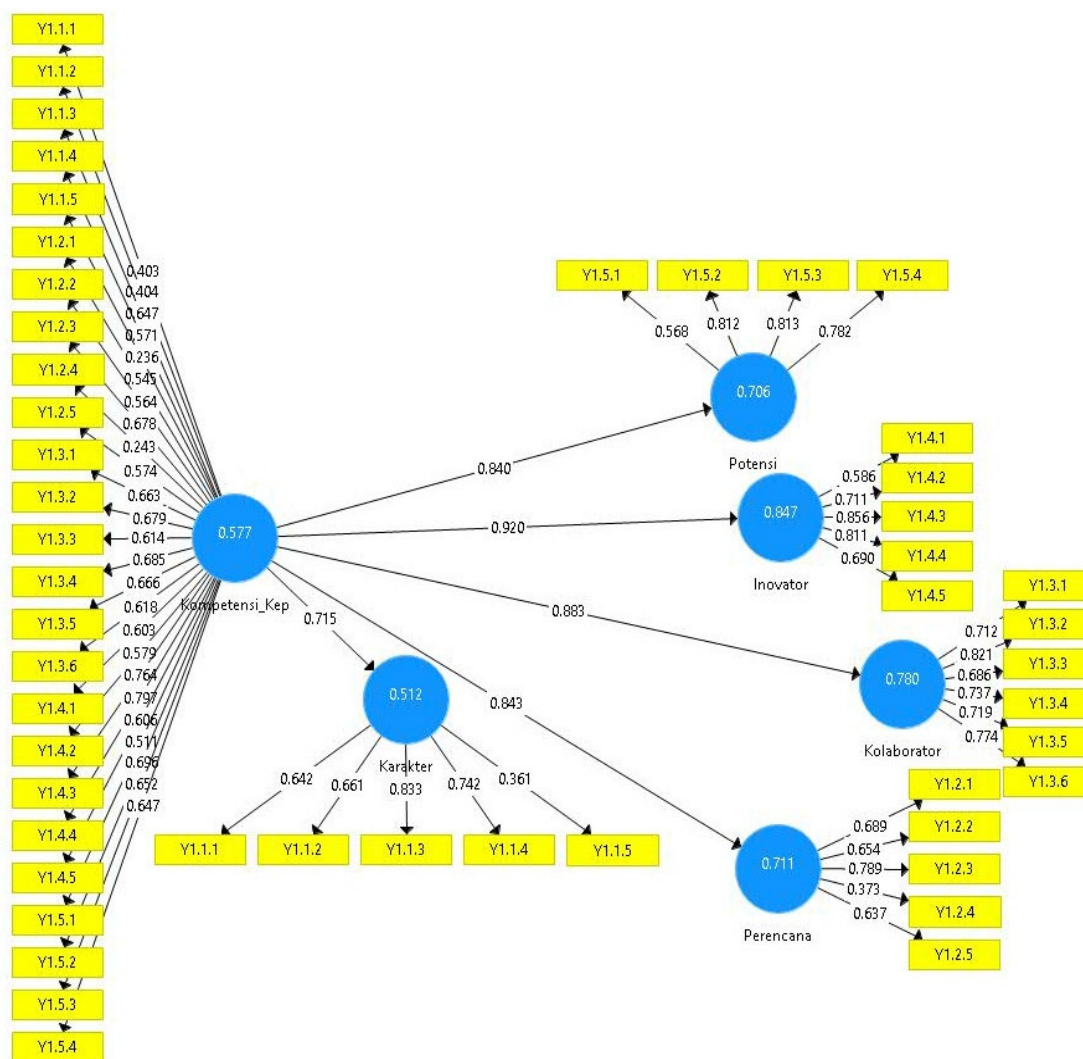 Y1.1.1
Y1.1.2
Y1.1.3
Y1.1.4
Y1.1.5
Y1.2.1
Y1.2.2
Y1.2.3
Y1.2.4
Y1.2.5
Y1.3.1
Y1.3.2
Y1.3.3
Y1.3.4
Y1.3.5
Y1.3.6
Y1.4.1
Y1.4.2
Y1.4.3
Y1.4.4
Y1.4.5
Y1.5.1
Y1.5.2
Y1.5.3
Y1.5.4
0.403
0.404
0.647
0.571
0.236
0.545
0.564
0.678
0.243
0.574
0.663
0.679
0.614
0.685
0.666
0.618
0.603
0.579
0.764
0.797
0.606
0.511
0.696
0.652
0.647
0.577
Kompetensi_Kep
0.840
0.920
0.883
0.715
0.843
Y1.5.1 Y1.5.2 Y1.5.3 Y1.5.4
0.568 0.812 0.813 0.782
0.706
Potensi
0.847
Inovator
0.586
0.711
0.856
0.811
0.690
Y1.4.1
Y1.4.2
Y1.4.3
Y1.4.4
Y1.4.5
0.780
Kolaborator
0.712
0.821
0.686
0.737
0.719
0.774
Y1.3.1
Y1.3.2
Y1.3.3
Y1.3.4
Y1.3.5
Y1.3.6
0.512
Karakter
0.642 0.661 0.833 0.742 0.361
Y1.1.1 Y1.1.2 Y1.1.3 Y1.1.4 Y1.1.5
0.711
Perencana
0.689
0.654
0.789
0.373
0.637
Y1.2.1
Y1.2.2
Y1.2.3
Y1.2.4
Y1.2.5